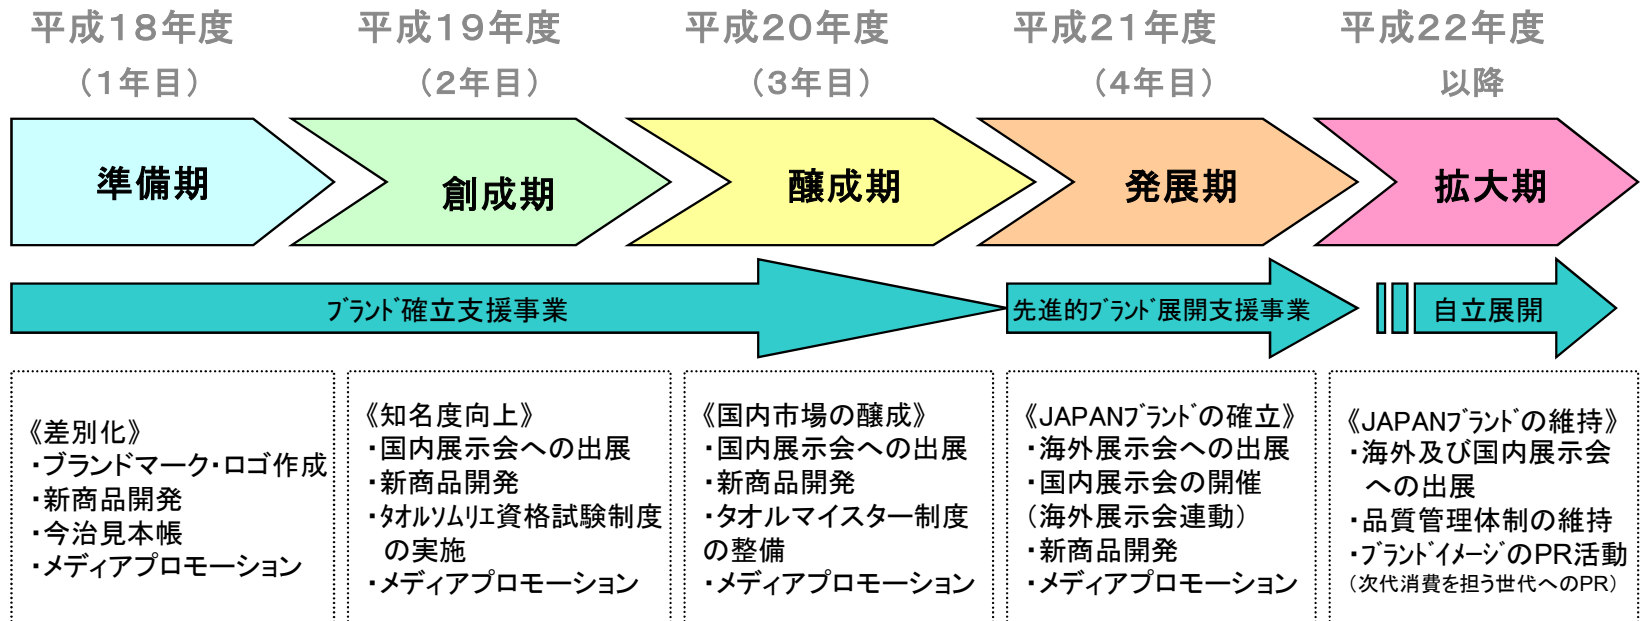 平成18年度
(1年目)
平成19年度
(2年目)
平成20年度
(3年目)
平成21年度
(4年目)
平成22年度
以降
準備期
創成期
醸成期
発展期
拡大期
ﾌﾞﾗﾝﾄﾞ確立支援事業
先進的ﾌﾞﾗﾝﾄﾞ展開支援事業
自立展開
《差別化》
・ブランドマーク・ロゴ作成
・新商品開発
・今治見本帳
・メディアプロモーション
《知名度向上》
・国内展示会への出展
・新商品開発
・ﾀｵﾙｿﾑﾘｴ資格試験制度
の実施
・メディアプロモーション
《国内市場の醸成》
・国内展示会への出展
・新商品開発
・タオルマイスター制度
の整備
・メディアプロモーション
《JAPANﾌﾞﾗﾝﾄﾞの確立》
・海外展示会への出展
・国内展示会の開催
(海外展示会連動)
・新商品開発
・メディアプロモーション
《JAPANﾌﾞﾗﾝﾄﾞの維持》
・海外及び国内展示会
への出展
・品質管理体制の維持
・ﾌﾞﾗﾝﾄﾞｲﾒｰｼﾞのPR活動
(次代消費を担う世代へのPR)